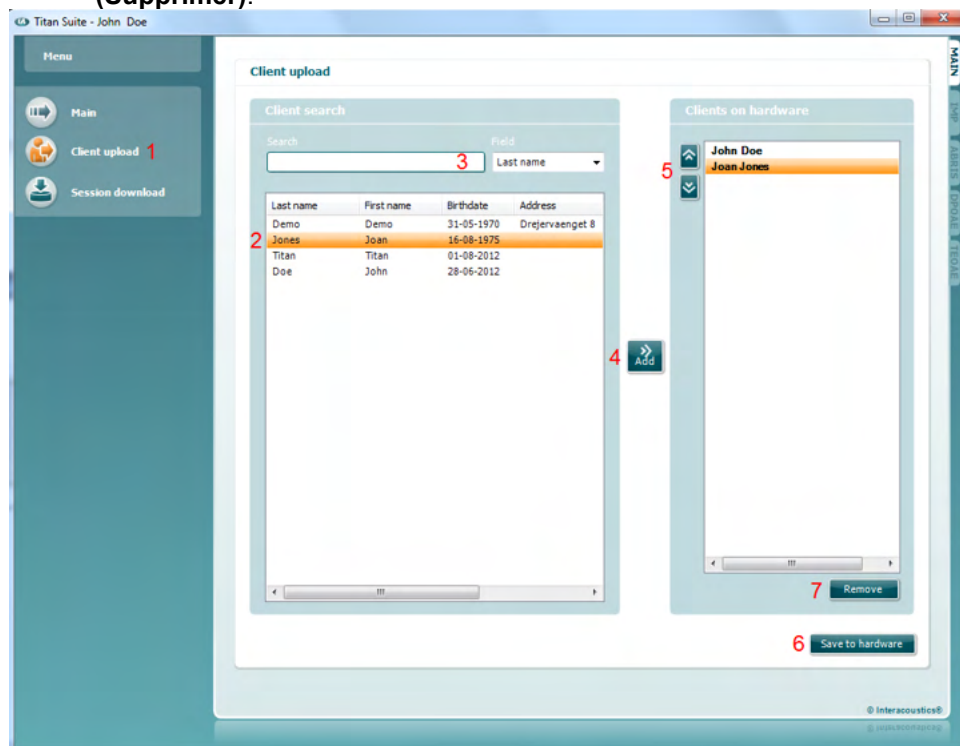 (Supprimer).
Titan Suite - John Doe
Menu
Main
Client upload 1
Session download
Client upload
Client search
Search Field
3 Last name
Last name First name Birthdate Address
Demo Demo 31-05-1970 Drejervaenget 8
2 Jones Joan 16-08-1975
Titan Titan 01-08-2012
Doe John 28-06-2012
4 Add
Clients on hardware
John Doe
5 Joan Jones
7 Remove
6 Save to hardware
© Interacoustics®
MAIN
IMP
ABRIS
DPOAE
TEOAE